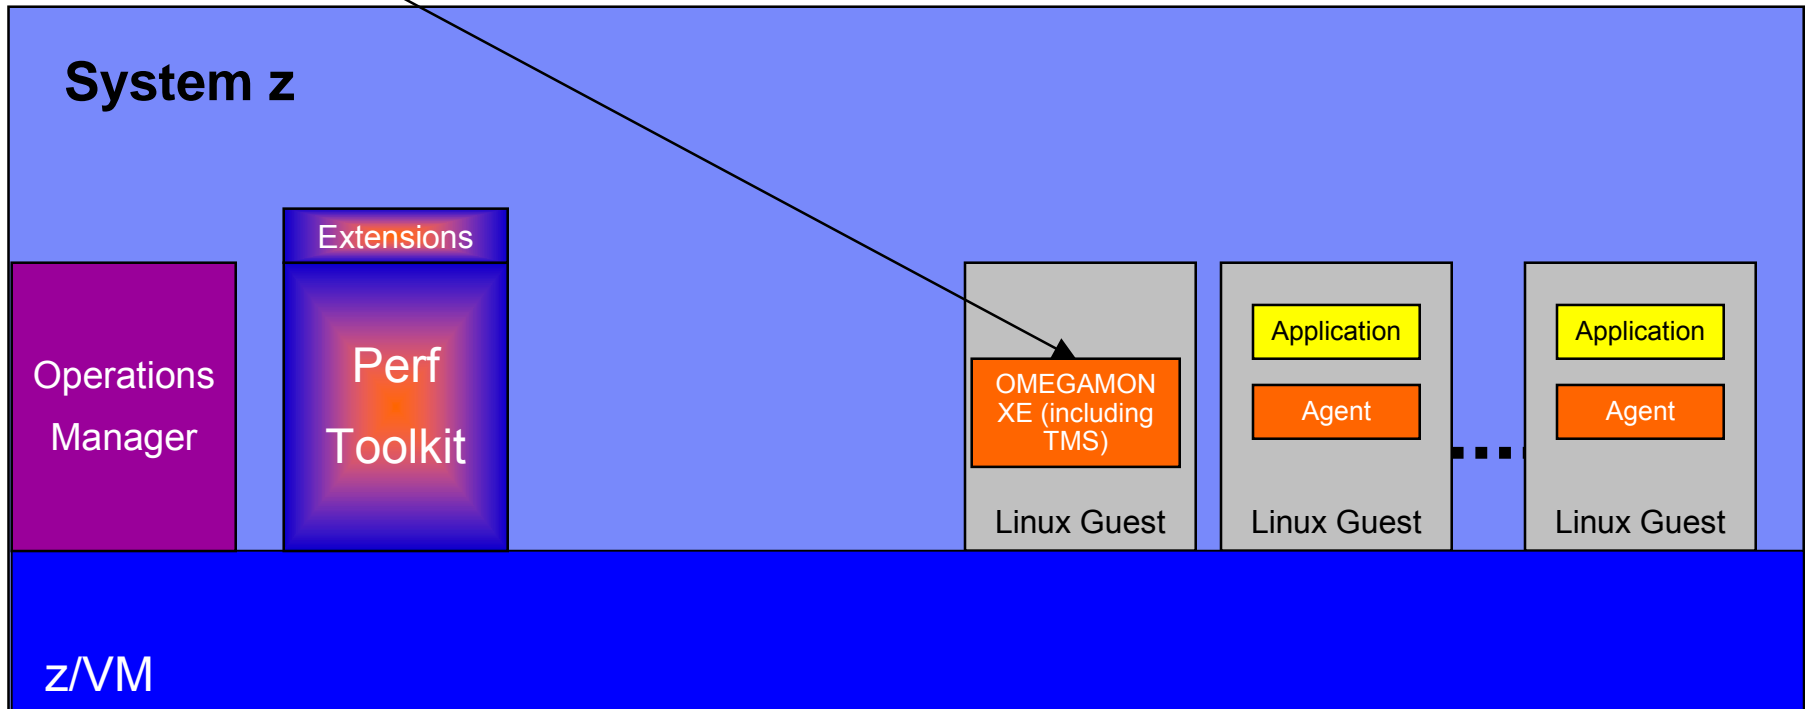 System z
Extensions
Operations
Manager
Perf
Toolkit
OMEGAMON
XE (including
TMS)
Linux Guest
Application
Agent
Linux Guest
Application
Agent
Linux Guest
z/VM